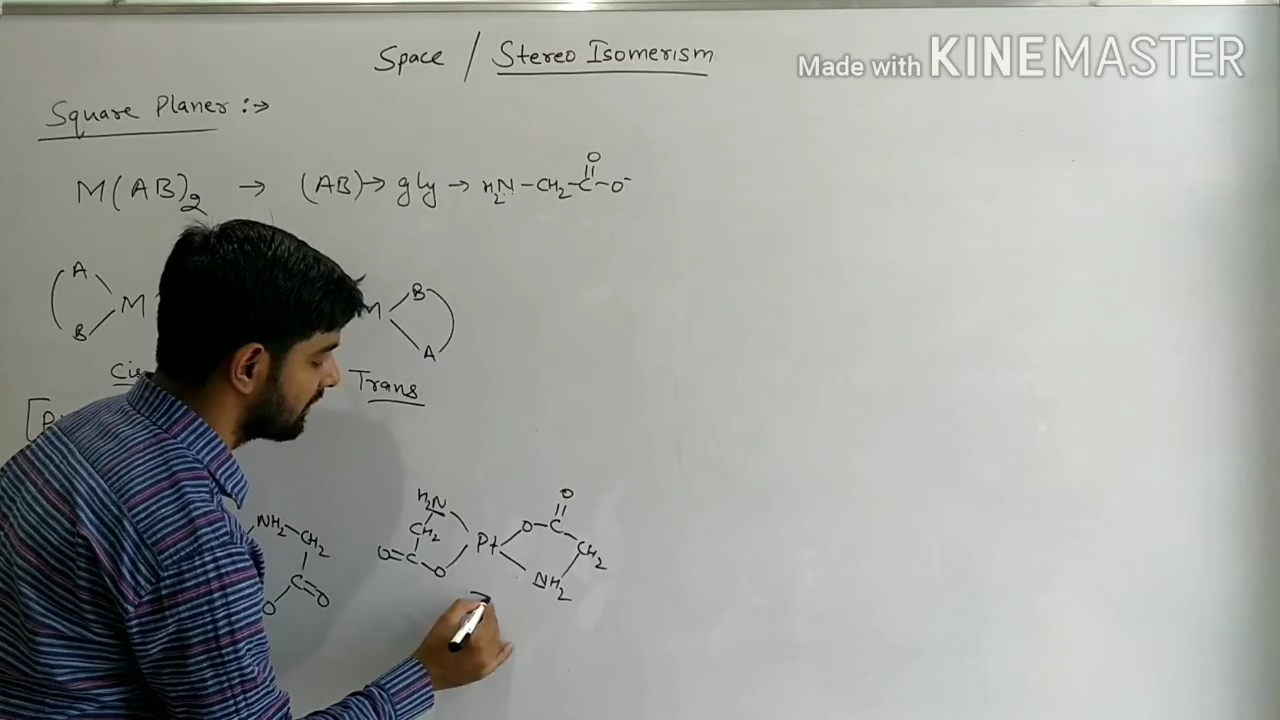 Space / Stereo Isomerism
Made with KINEMASTER
Square Planer :→
M(AB)2 → (AB)→ gly → H2N-CH2-C-O-
O
A
M
B
M
B
A
Trans
H2N
CH2
O=C
O
Pt
O-C
O
CH2
NH2
NH2
CH2
C=O
O